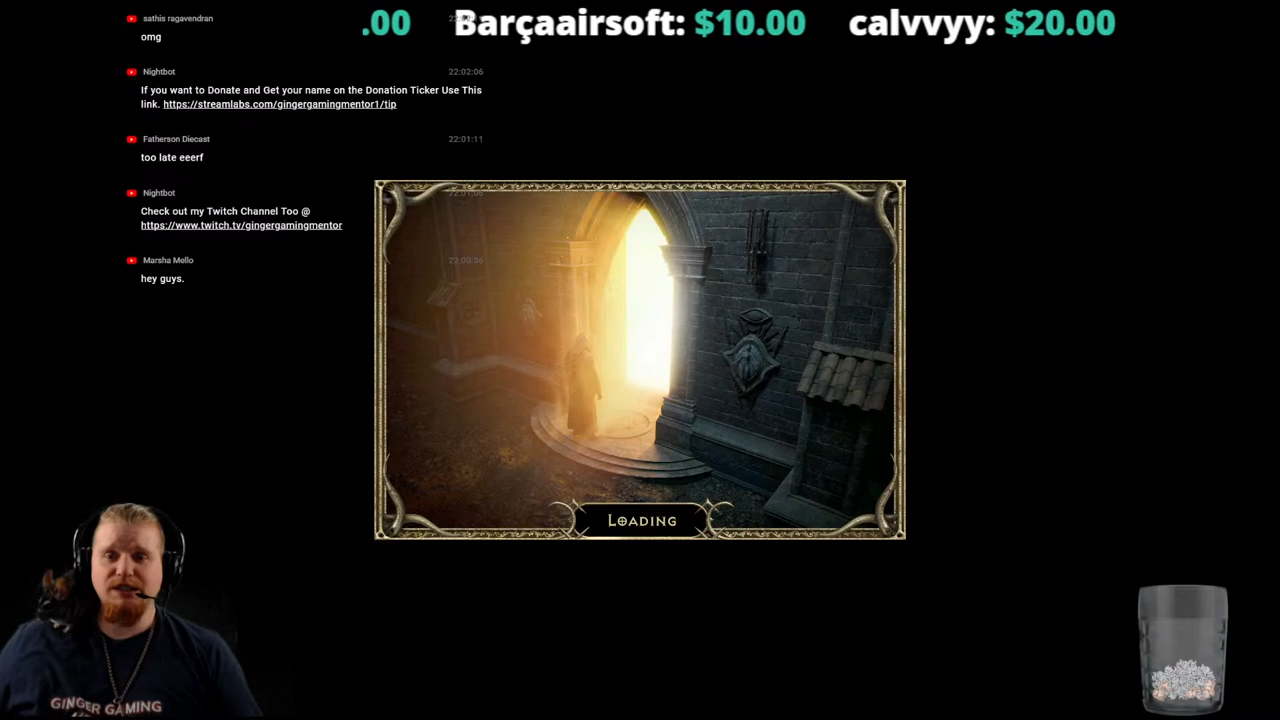 .00 Barçaairsoft: $10.00 calvvyy: $20.00
sathis ragavendran
omg
Nightbot 22:02:06
If you want to Donate and Get your name on the Donation Ticker Use This
link. https://streamlabs.com/gingergamingmentor1/tip
Fatherson Diecast 22:01:11
too late eeerf
Nightbot
Check out my Twitch Channel Too @
https://www.twitch.tv/gingergamingmentor
Marsha Mello 22:00:56
hey guys.
LOADING
GINGER GAMING